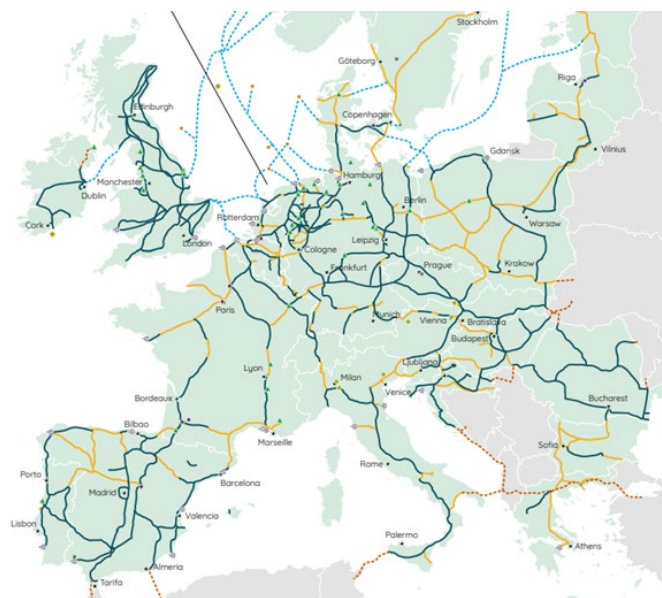 Stockholm
Göteborg
Riga
Edinburgh
Copenhagen
Vilnius
Gdansk
Manchester
Dublin
Hamburg
Berlin
Cork
Rotterdam
Warsaw
London
Leipzig
Cologne
Krakow
Frankfurt
Prague
Paris
Munich
Vienna
Bratislava
Budapest
Ljubljana
Lyon
Milan
Venice
Bordeaux
Bucharest
Bilbao
Marseille
Sofia
Porto
Rome
Barcelona
Madrid
Valencia
Lisbon
Palermo
Athens
Almeria
Tarifa